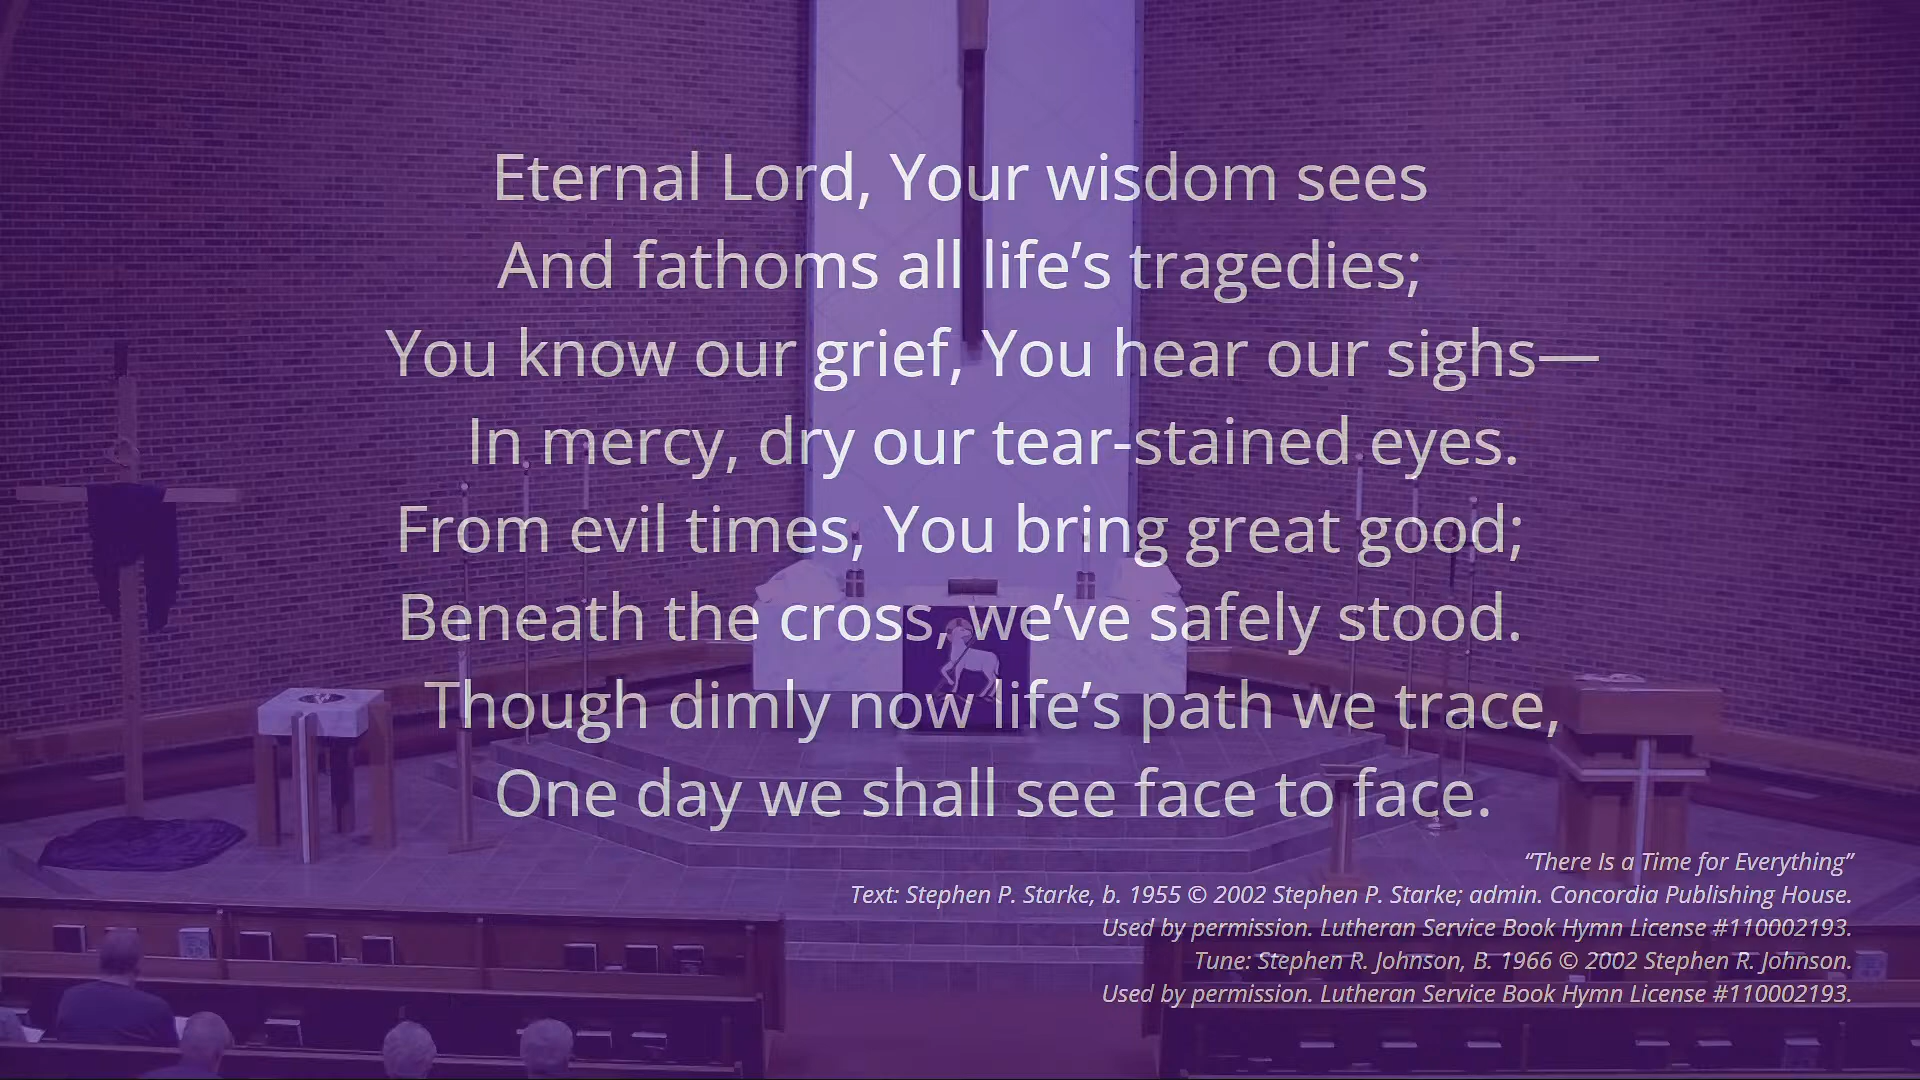 Eternal Lord, Your wisdom sees
And fathoms all life’s tragedies;
You know our grief, You hear our sighs—
In mercy, dry our tear-stained eyes.
From evil times, You bring great good;
Beneath the cross, we’ve safely stood.
Though dimly now life’s path we trace,
One day we shall see face to face.
“There Is a Time for Everything”
Text: Stephen P. Starke, b. 1955 © 2002 Stephen P. Starke; admin. Concordia Publishing House.
Used by permission. Lutheran Service Book Hymn License #110002193.
Tune: Stephen R. Johnson, B. 1966 © 2002 Stephen R. Johnson.
Used by permission. Lutheran Service Book Hymn License #110002193.